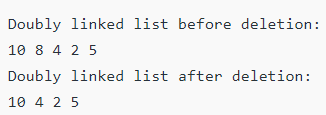 Doubly linked list before deletion:
10 8 4 2 5
Doubly linked list after deletion:
10 4 2 5